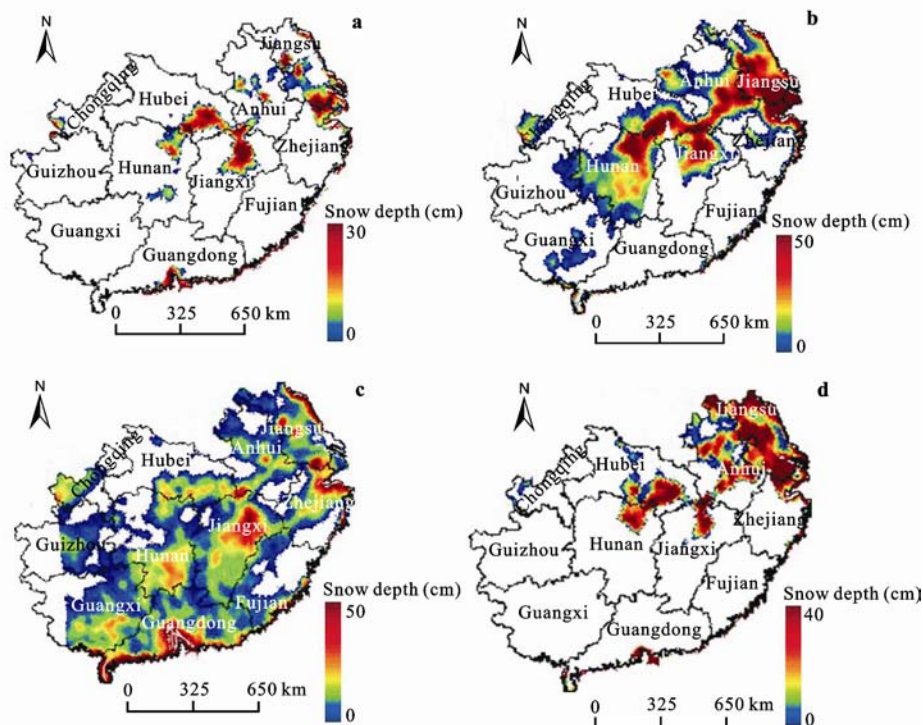 N
a
Jiangsu
Chongqing
Hubei
Anhui
Zhejiang
Guizhou
Hunan
Jiangxi
Fujian
Guangxi
Guangdong
Snow depth (cm)
30
0
0 325 650 km
N
b
Anhui
Jiangsu
Hubei
Zhejiang
Hunan
Jiangxi
Guizhou
Fujian
Guangxi
Guangdong
Snow depth (cm)
50
0
0 325 650 km
N
c
Jiangsu
Anhui
Chongqing
Hubei
Zhejiang
Jiangxi
Guizhou
Hunan
Fujian
Guangxi
Guangdong
Snow depth (cm)
50
0
0 325 650 km
N
d
Jiangsu
Hubei
Anhui
Chongqing
Zhejiang
Hunan
Jiangxi
Guizhou
Fujian
Guangxi
Guangdong
Snow depth (cm)
40
0
0 325 650 km